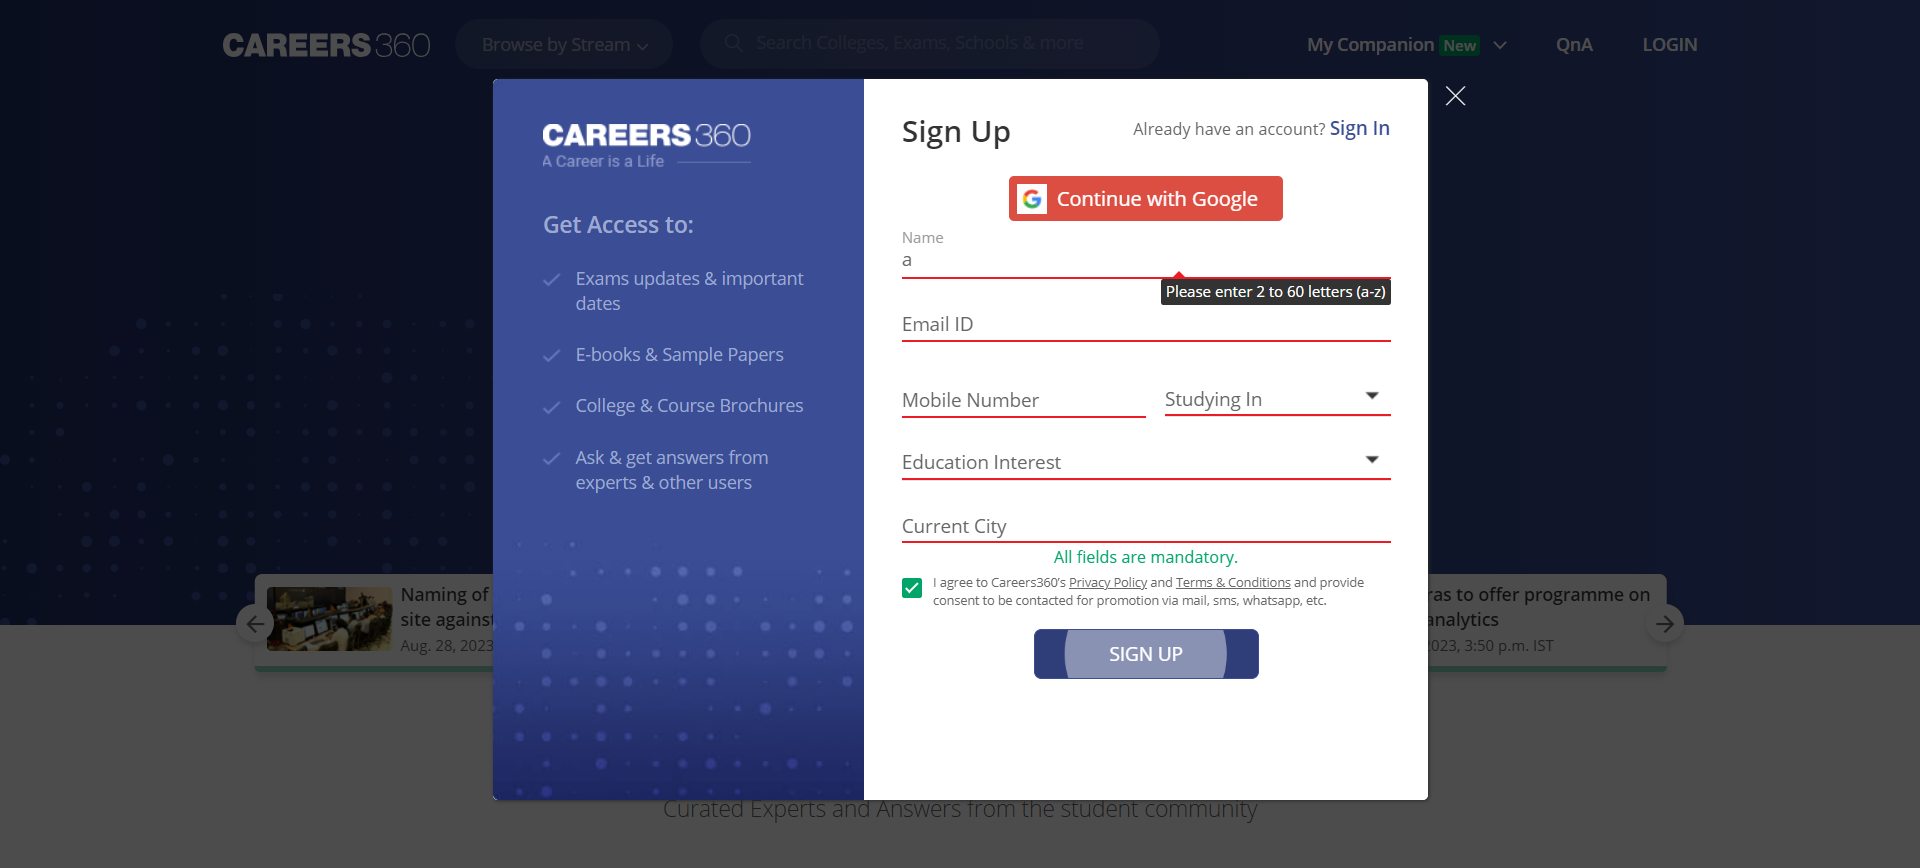 CAREERS360
Browse by Stream
Search Colleges, Exams, Schools & more
My Companion New
QnA
LOGIN
CAREERS360
A Career is a Life
Get Access to:
Exams updates & important
dates
E-books & Sample Papers
College & Course Brochures
Ask & get answers from
experts & other users
Sign Up
Already have an account? Sign In
Continue with Google
Name
a
Please enter 2 to 60 letters (a-z)
Email ID
Mobile Number
Studying In
Education Interest
Current City
All fields are mandatory.
I agree to Careers360's Privacy Policy and Terms & Conditions and provide
consent to be contacted for promotion via mail, sms, whatsapp, etc.
SIGN UP
Naming of
site against
Aug. 28, 2023
ras to offer programme on
analytics
2023, 3:50 p.m. IST
Curated Experts and Answers from the student community